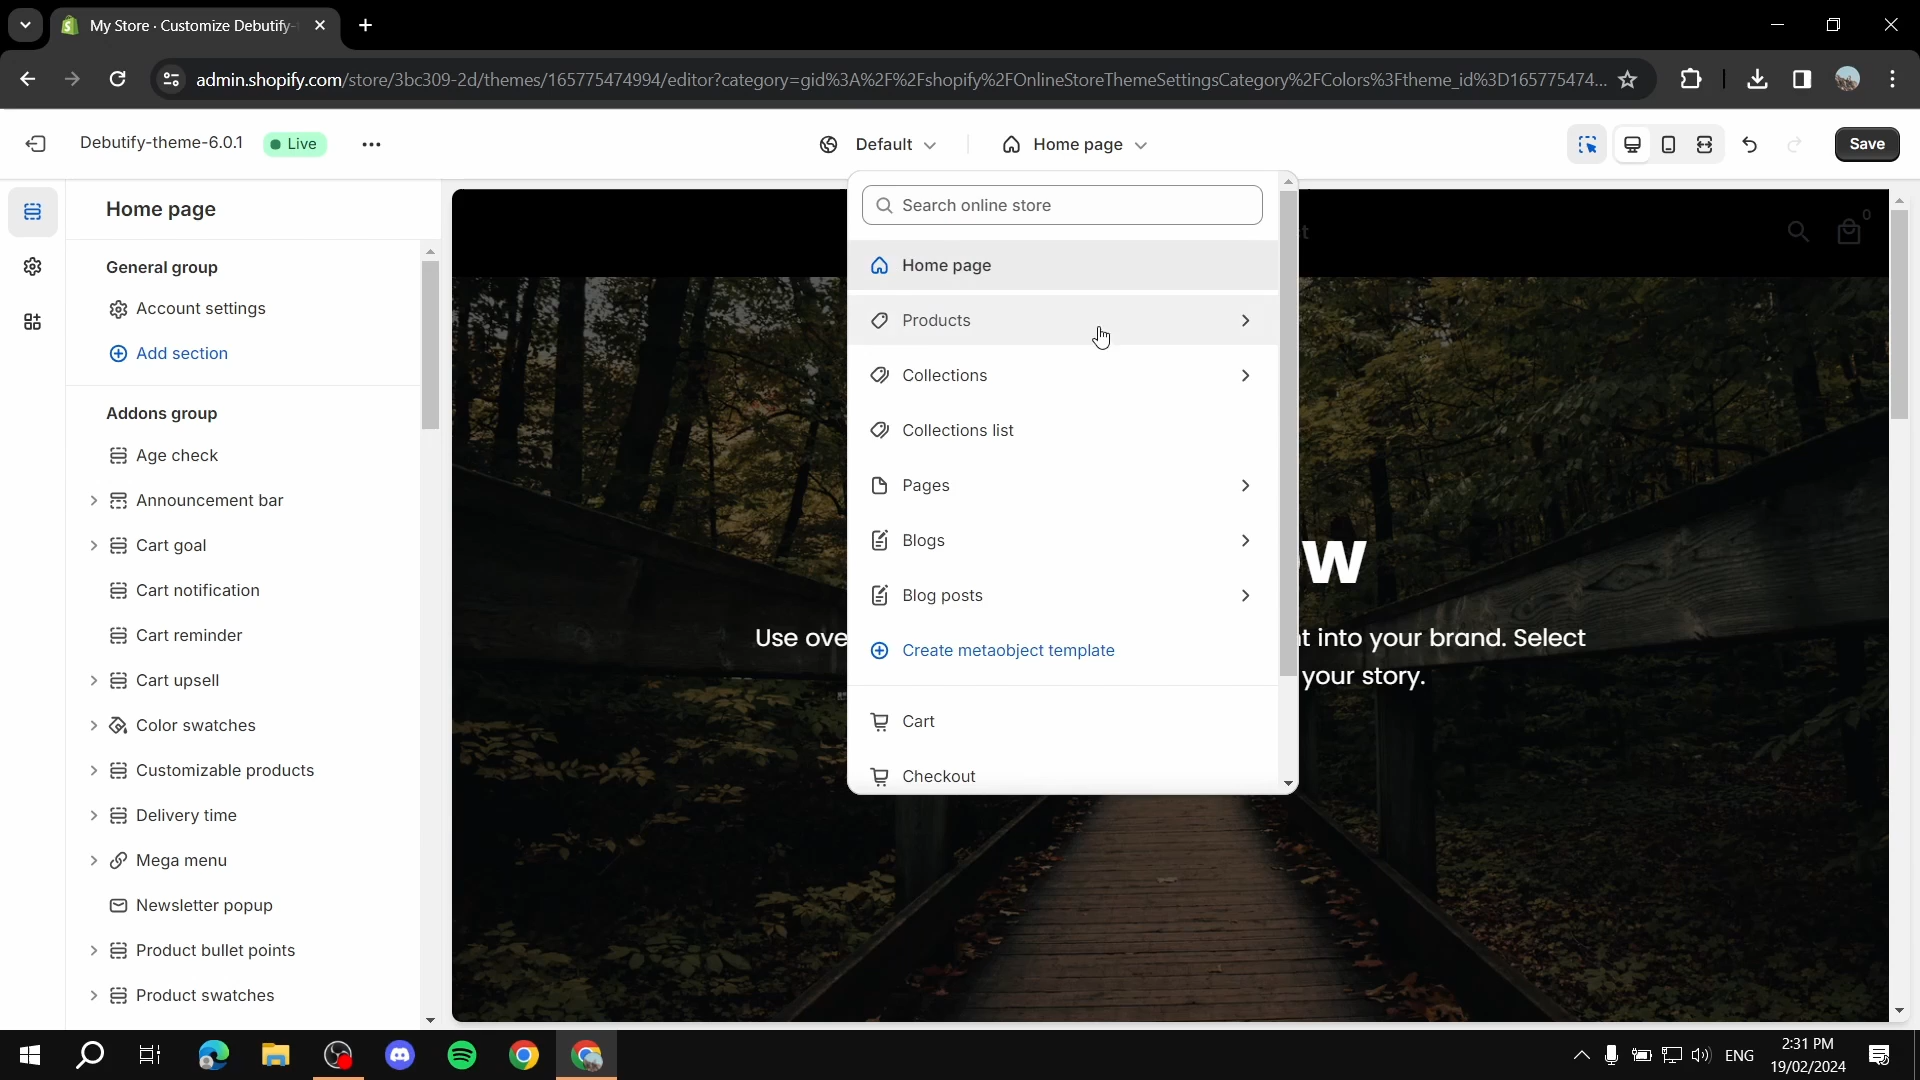 My Store · Customize Debutify-
admin.shopify.com/store/3bc309-2d/themes/165775474994/editor?category=gid%3A%2F%2Fshopify%2FOnlineStoreThemeSettingsCategory%2FColors%3Ftheme_id%3D165775474...
Debutify-theme-6.0.1
Live
Default
Home page
Save
Home page
General group
Account settings
Add section
Addons group
Age check
Announcement bar
Cart goal
Cart notification
Cart reminder
Cart upsell
Color swatches
Customizable products
Delivery time
Mega menu
Newsletter popup
Product bullet points
Product swatches
Search online store
Home page
Products
Collections
Collections list
Pages
Blogs
Blog posts
Create metaobject template
Cart
Checkout
0
w
Use ove
into your brand. Select
your story.
ENG
2:31 PM
19/02/2024